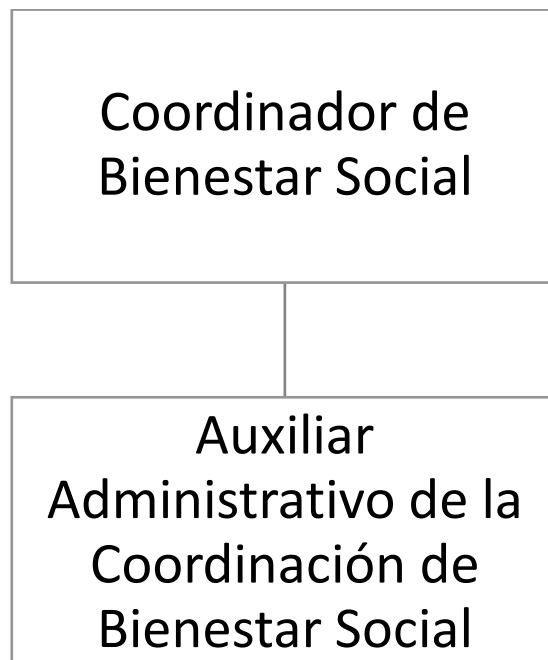 Coordinador de
Bienestar Social
Auxiliar
Administrativo de la
Coordinación de
Bienestar Social